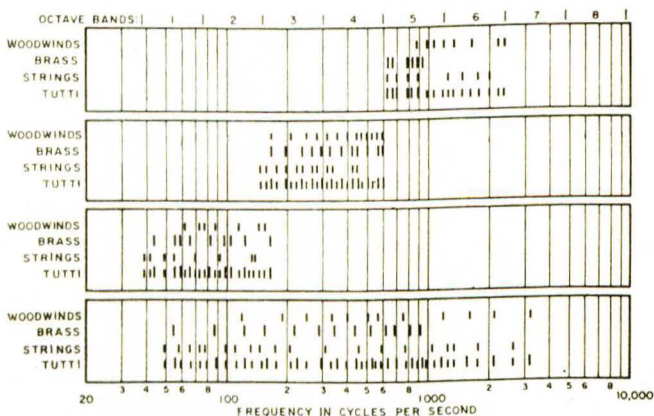 OCTAVE BANDS: 1 2 3 4 5 6 7 8
WOODWINDS
BRASS
STRINGS
TUTTI
WOODWINDS
BRASS
STRINGS
TUTTI
WOODWINDS
BRASS
STRINGS
TUTTI
WOODWINDS
BRASS
STRINGS
TUTTI
3 4 5 6 8 3 4 5 6 8 3 4 5 6 8
20 100 1000 10,000
FREQUENCY IN CYCLES PER SECOND